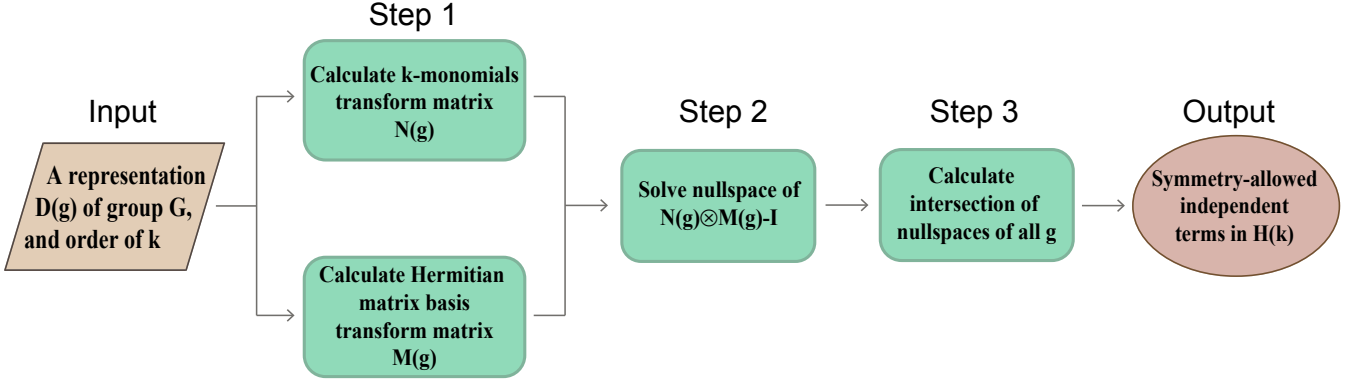 Input
A representation
D(g) of group G,
and order of k
Step 1
Calculate k-monomials
transform matrix
N(g)
Calculate Hermitian
matrix basis
transform matrix
M(g)
Step 2
Solve nullspace of
N(g)⊗M(g)-I
Step 3
Calculate
intersection of
nullspaces of all g
Output
Symmetry-allowed
independent
terms in H(k)